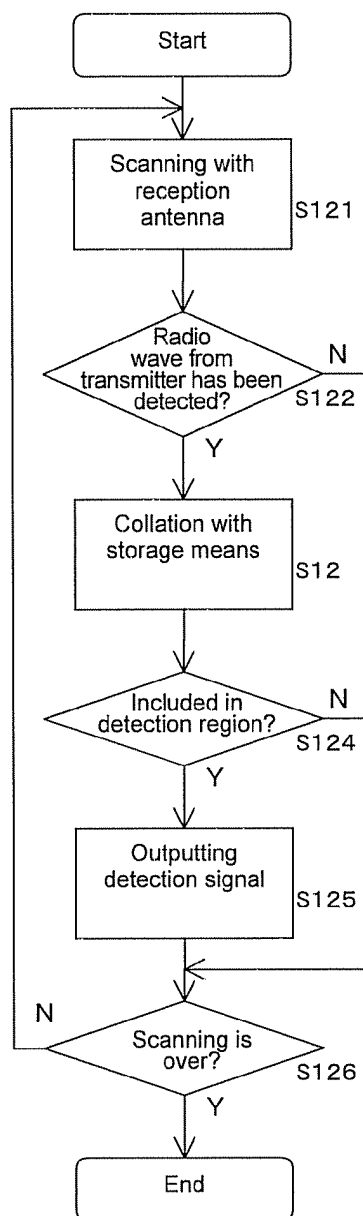 Start
Scanning with
reception
antenna
S121
Radio
wave from
transmitter has been
detected?
N
S122
Y
Collation with
storage means
S12
Included in
detection region?
N
S124
Y
Outputting
detection signal
S125
N
Scanning is
over?
S126
Y
End